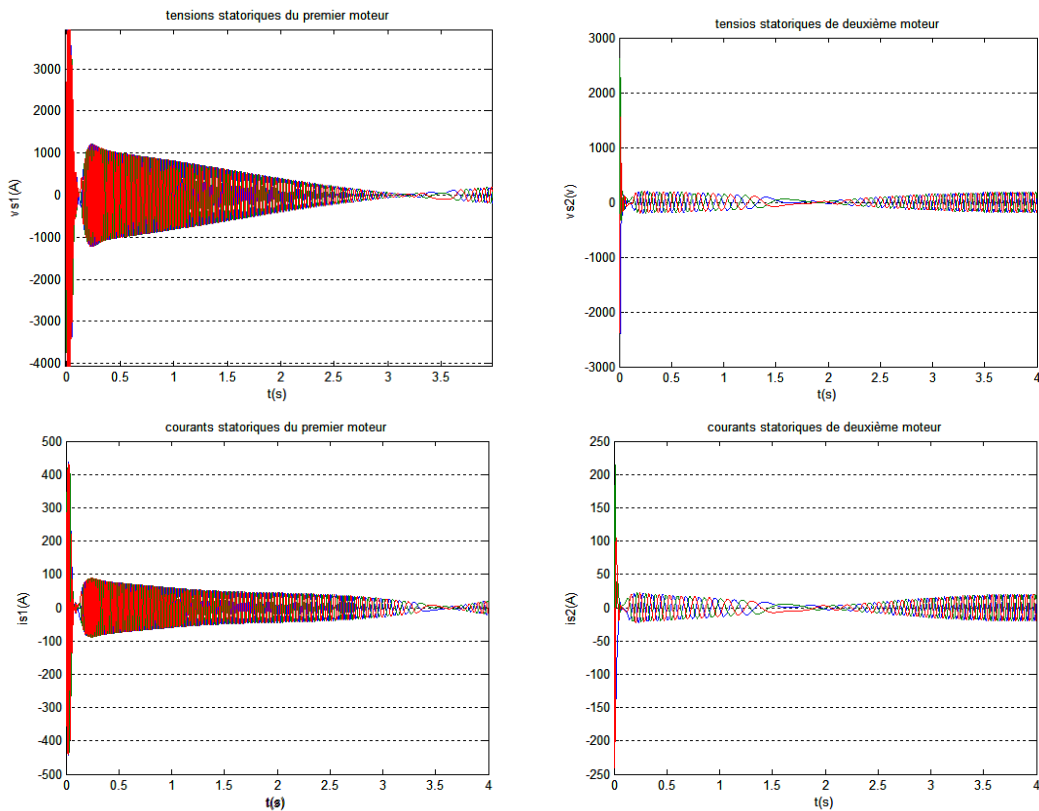 tensions statoriques du premier moteur
3000
2000
1000
0
-1000
-2000
-3000
-4000
vs1(A)
0 0.5 1 1.5 2 2.5 3 3.5
t(s)
tensios statoriques de deuxième moteur
3000
2000
1000
0
-1000
-2000
-3000
vs2(v)
0 0.5 1 1.5 2 2.5 3 3.5 4
t(s)
courants statoriques du premier moteur
500
400
300
200
100
0
-100
-200
-300
-400
-500
is1(A)
0 0.5 1 1.5 2 2.5 3 3.5 4
t(s)
courants statoriques de deuxième moteur
250
200
150
100
50
0
-50
-100
-150
-200
-250
is2(A)
0 0.5 1 1.5 2 2.5 3 3.5 4
t(s)